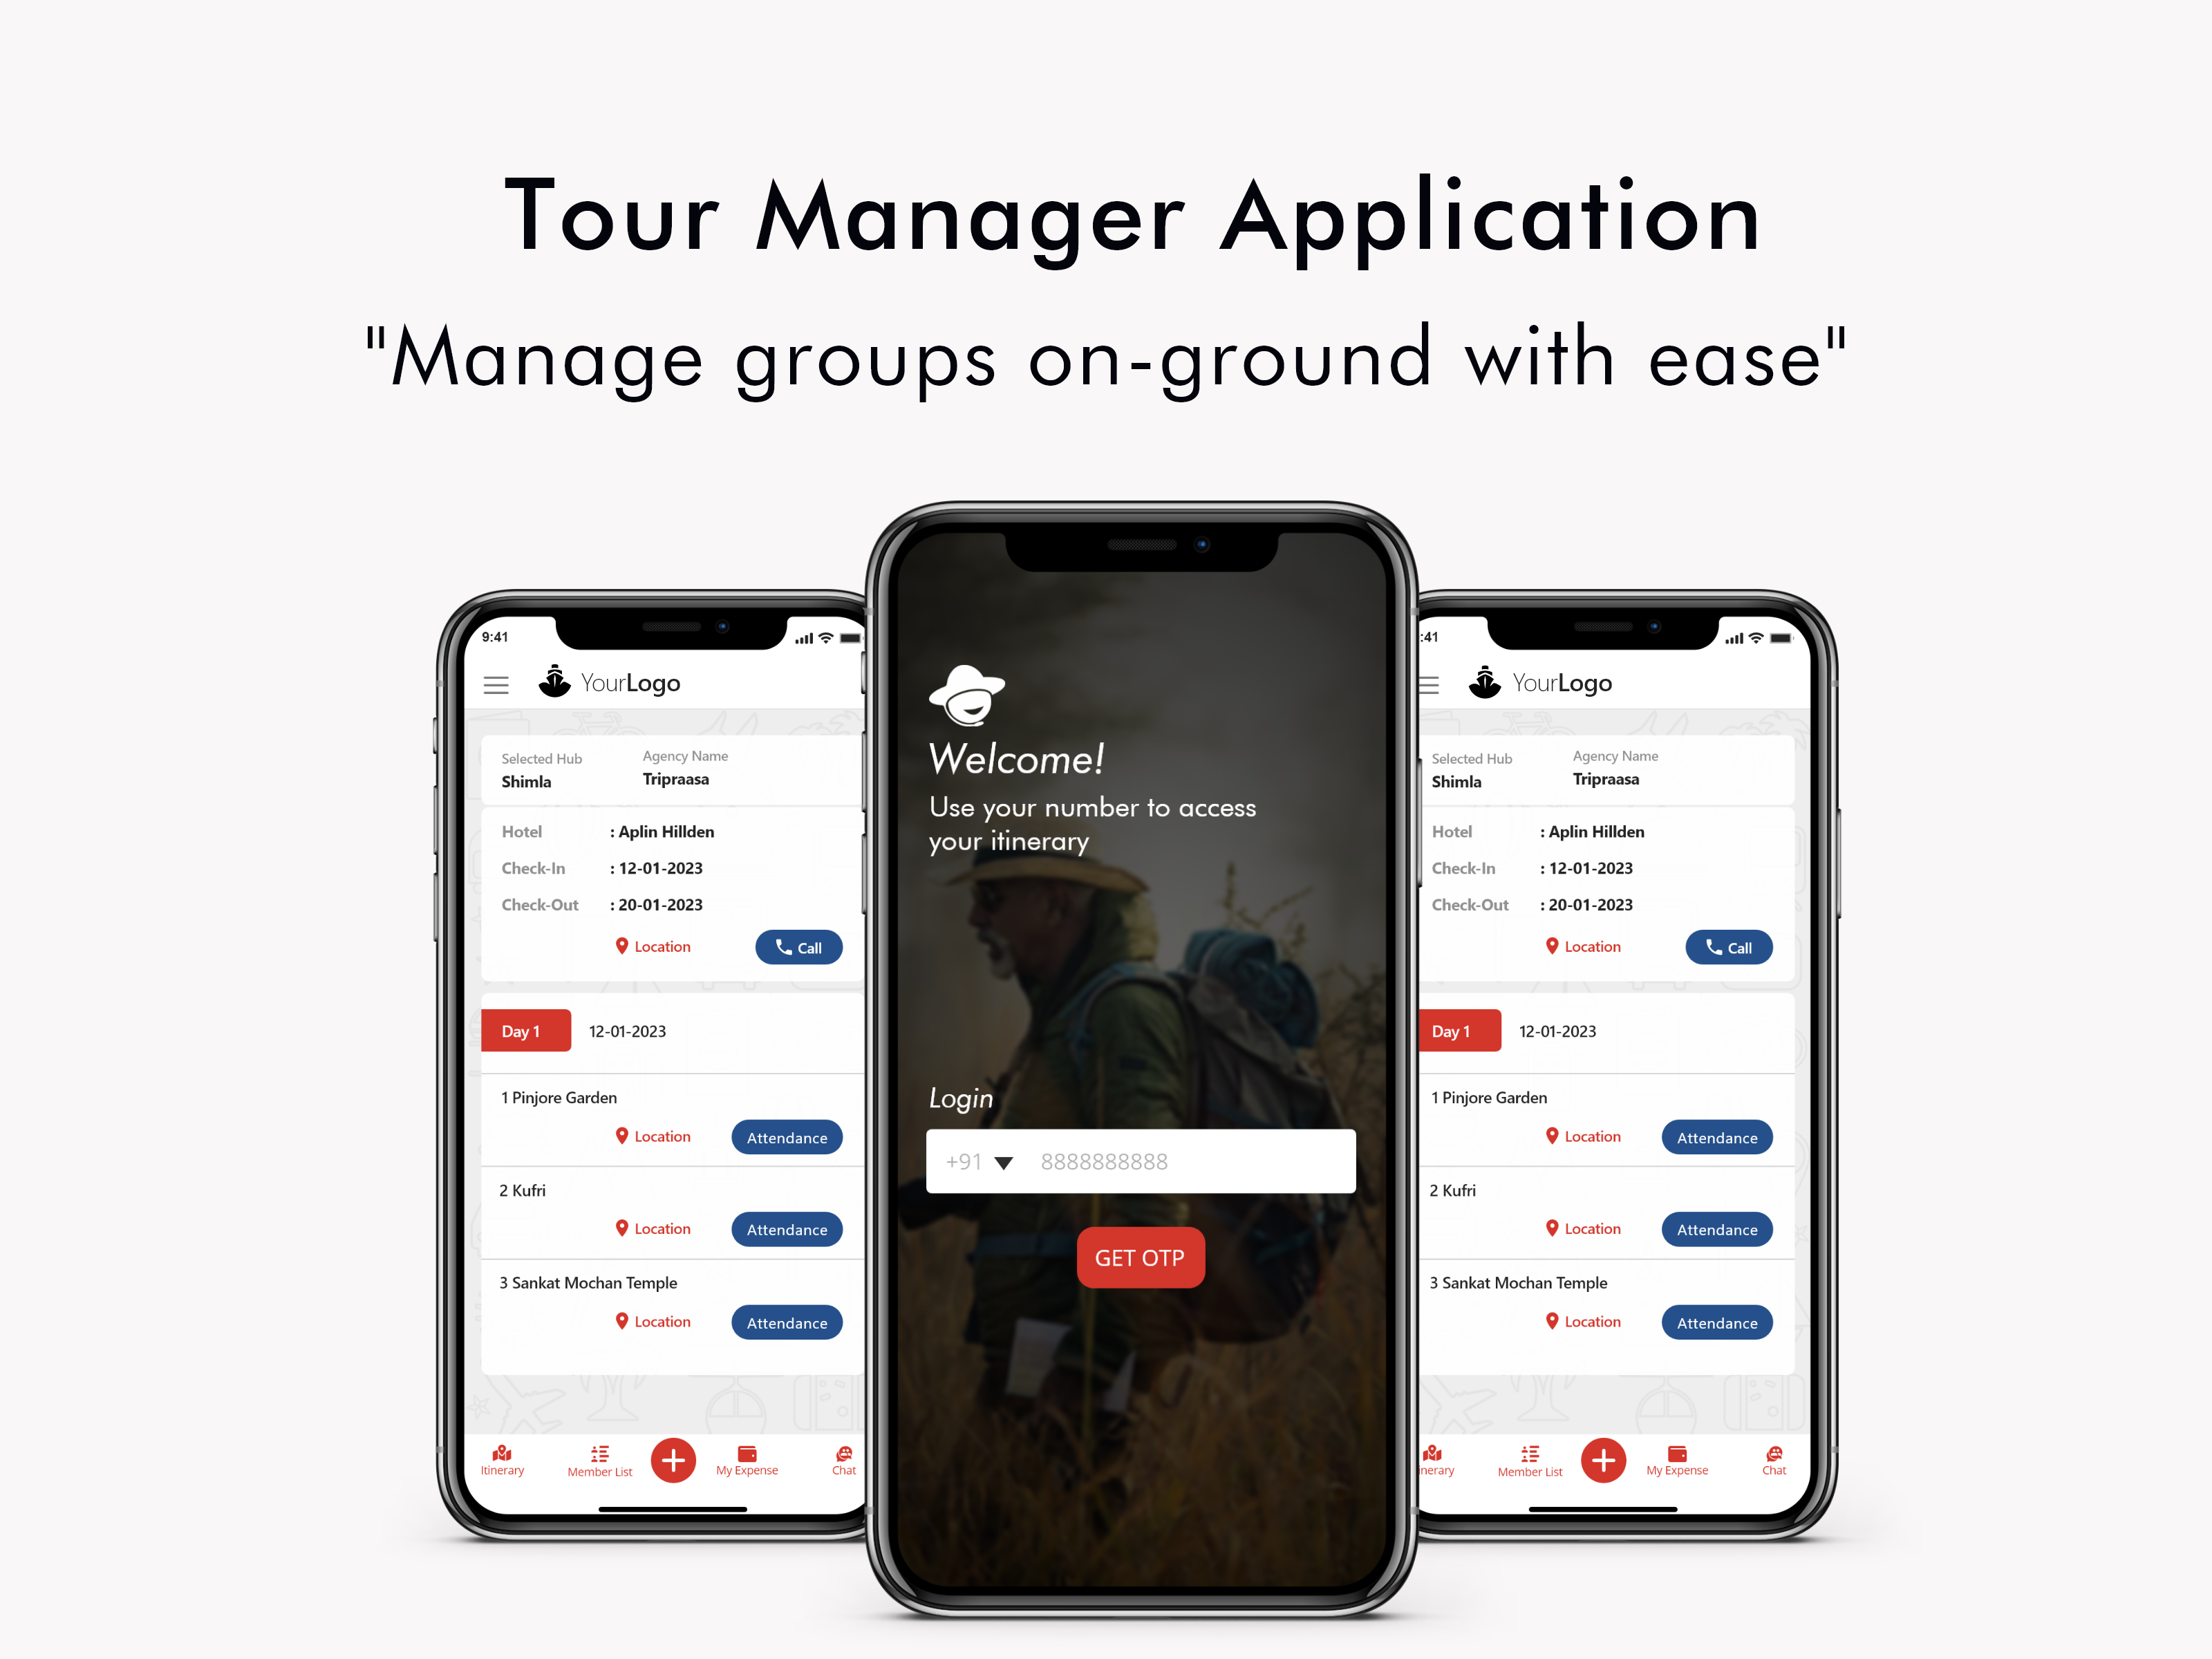 Tour Manager Application
"Manage groups on-ground with ease"
9:41
YourLogo
Selected Hub
Agency Name
Shimla
Tripraasa
Hotel : Aplin Hillden
Check-In : 12-01-2023
Check-Out : 20-01-2023
Location
Call
Day 1
12-01-2023
1 Pinjore Garden
Location
Attendance
2 Kufri
Location
Attendance
3 Sankat Mochan Temple
Location
Attendance
Itinerary
Member List
My Expense
Chat
Welcome!
Use your number to access
your itinerary
Login
+91 8888888888
GET OTP
:41
YourLogo
Selected Hub
Agency Name
Shimla
Tripraasa
Hotel : Aplin Hillden
Check-In : 12-01-2023
Check-Out : 20-01-2023
Location
Call
Day 1
12-01-2023
1 Pinjore Garden
Location
Attendance
2 Kufri
Location
Attendance
3 Sankat Mochan Temple
Location
Attendance
inerary
Member List
My Expense
Chat